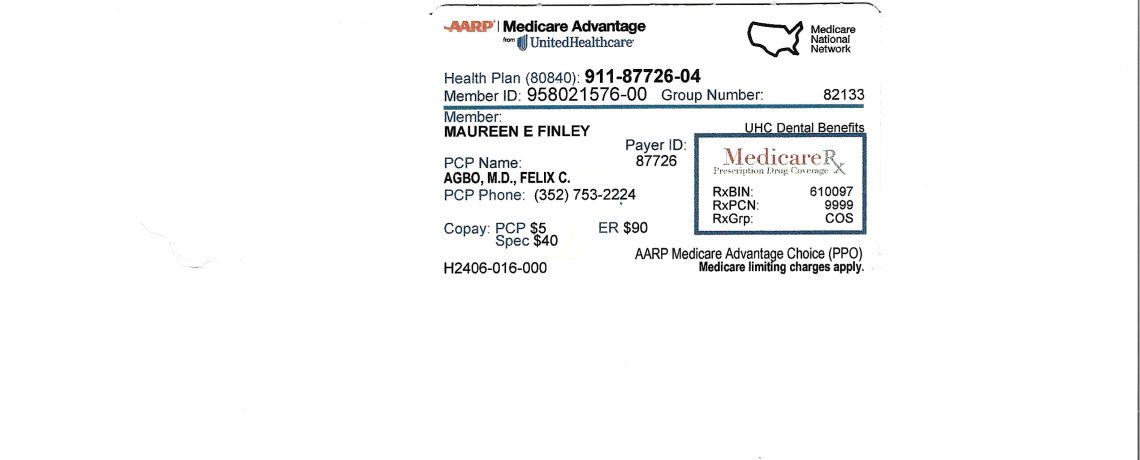 AARP | Medicare Advantage
from UnitedHealthcare
Medicare
National
Network
Health Plan (80840): 911-87726-04
Member ID: 958021576-00 Group Number: 82133
Member:
MAUREEN E FINLEY
UHC Dental Benefits
Payer ID:
87726
PCP Name:
AGBO, M.D., FELIX C.
PCP Phone: (352) 753-2224
MedicareRx
Prescription Drug Coverage
RxBIN: 610097
RxPCN: 9999
RxGrp: COS
Copay: PCP $5 ER $90
Spec $40
AARP Medicare Advantage Choice (PPO)
H2406-016-000 Medicare limiting charges apply.